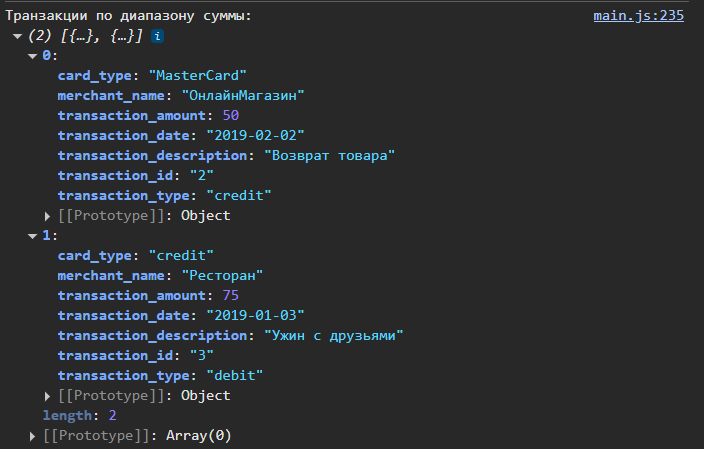 Транзакции по диапазону суммы: main.js:235
(2) [{…}, {…}] i
0:
card_type: "MasterCard"
merchant_name: "ОнлайнМагазин"
transaction_amount: 50
transaction_date: "2019-02-02"
transaction_description: "Возврат товара"
transaction_id: "2"
transaction_type: "credit"
[[Prototype]]: Object
1:
card_type: "credit"
merchant_name: "Ресторан"
transaction_amount: 75
transaction_date: "2019-01-03"
transaction_description: "Ужин с друзьями"
transaction_id: "3"
transaction_type: "debit"
[[Prototype]]: Object
length: 2
[[Prototype]]: Array(0)